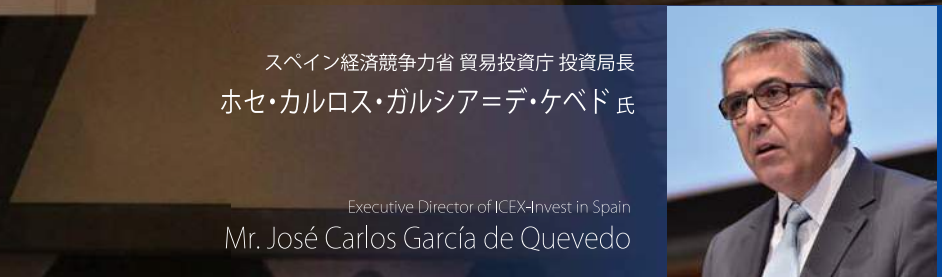 スペイン経済競争力省 貿易投資庁 投資局長
ホセ・カルロス・ガルシア＝デ・ケベド 氏
Executive Director of ICEX-Invest in Spain
Mr. José Carlos García de Quevedo